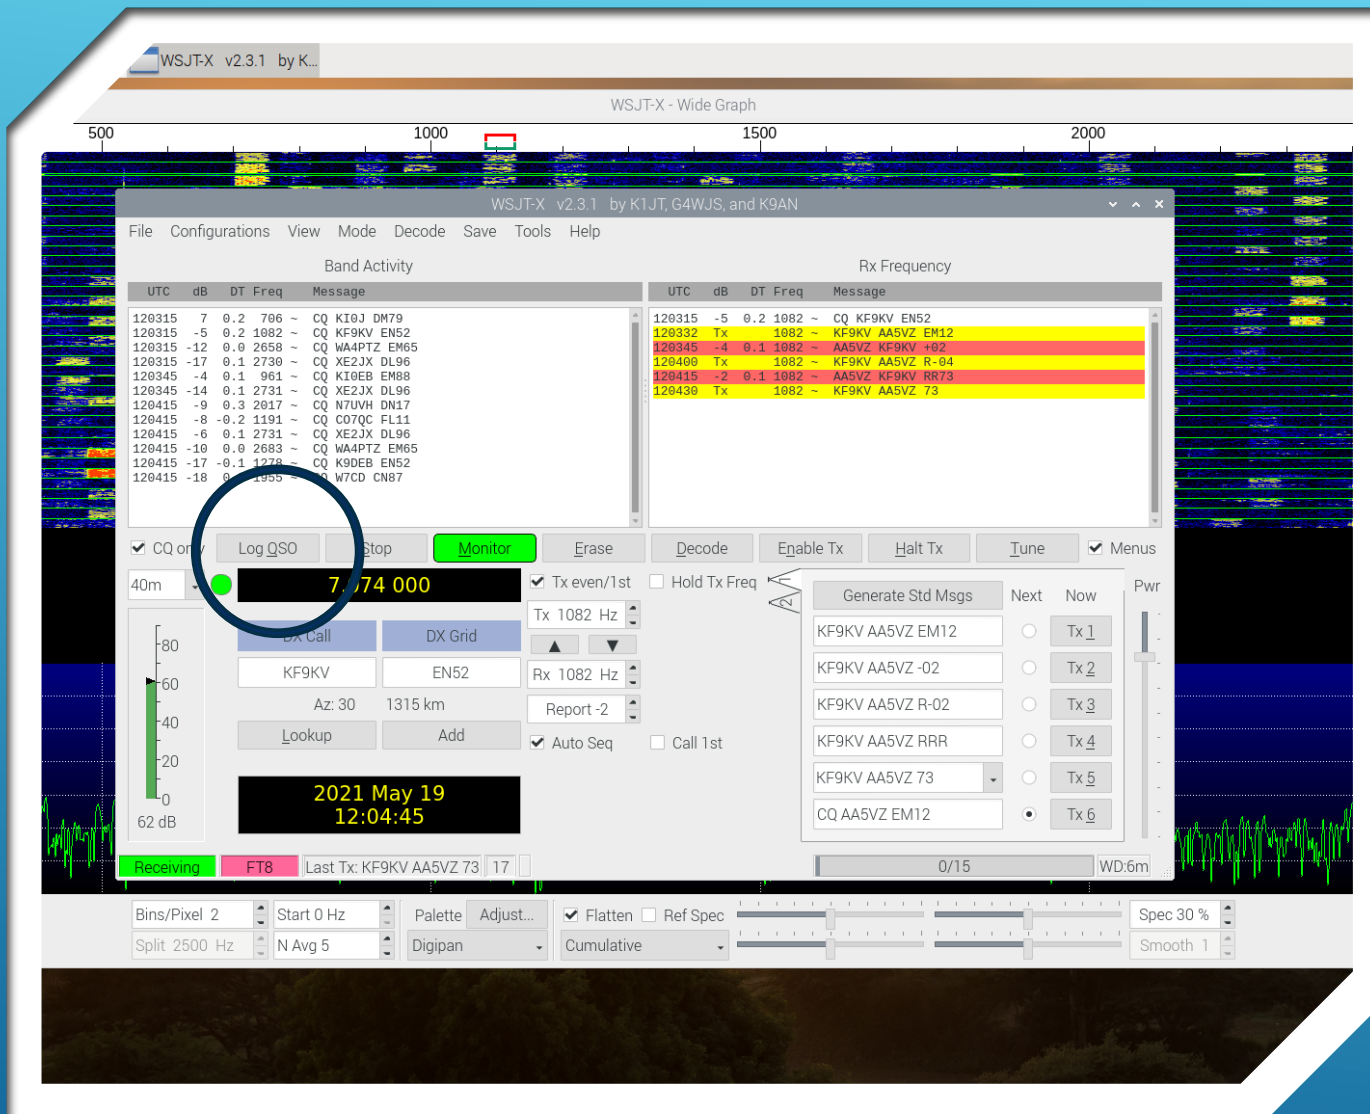 WSJT-X v2.3.1 by K...
WSJT-X - Wide Graph
500 1000 1500 2000
WSJT-X v2.3.1 by K1JT, G4WJS, and K9AN
File Configurations View Mode Decode Save Tools Help
Band Activity
UTC dB DT Freq Message
120315 7 0.2 706 ~ CQ KI0J DM79
120315 -5 0.2 1082 ~ CQ KF9KV EN52
120315 -12 0.0 2658 ~ CQ WA4PTZ EM65
120315 -17 0.1 2730 ~ CQ XE2JX DL96
120345 -4 0.1 961 ~ CQ KI0EB EM88
120345 -14 0.1 2731 ~ CQ XE2JX DL96
120415 -9 0.3 2017 ~ CQ N7UVH DN17
120415 -8 -0.2 1191 ~ CQ CO7QC FL11
120415 -6 0.1 2731 ~ CQ XE2JX DL96
120415 -10 0.0 2683 ~ CQ WA4PTZ EM65
120415 -17 -0.1 1278 ~ CQ K9DEB EN52
120415 -18 1955 ~ CQ W7CD CN87
Rx Frequency
UTC dB DT Freq Message
120315 -5 0.2 1082 ~ CQ KF9KV EN52
120332 Tx 1082 ~ KF9KV AA5VZ EM12
120345 -4 0.1 1082 ~ AA5VZ KF9KV +02
120400 Tx 1082 ~ KF9KV AA5VZ R-04
120415 -2 0.1 1082 ~ AA5VZ KF9KV RR73
120430 Tx 1082 ~ KF9KV AA5VZ 73
CQ only Log QSO Stop Monitor Erase Decode Enable Tx Halt Tx Tune Menus
40m 7.074 000
80
60
40
20
0
62 dB
DX Call DX Grid
KF9KV EN52
Az: 30 1315 km
Lookup Add
2021 May 19
12:04:45
Tx even/1st Hold Tx Freq
Tx 1082 Hz
▲ ▼
Rx 1082 Hz
Report -2
Auto Seq Call 1st
1
2
Generate Std Msgs Next Now Pwr
KF9KV AA5VZ EM12 Tx 1
KF9KV AA5VZ -02 Tx 2
KF9KV AA5VZ R-02 Tx 3
KF9KV AA5VZ RRR Tx 4
KF9KV AA5VZ 73 Tx 5
CQ AA5VZ EM12 Tx 6
Receiving FT8 Last Tx: KF9KV AA5VZ 73 17 0/15 WD:6m
Bins/Pixel 2 Start 0 Hz Palette Adjust... Flatten Ref Spec Spec 30 %
Split 2500 Hz N Avg 5 Digipan Cumulative Smooth 1